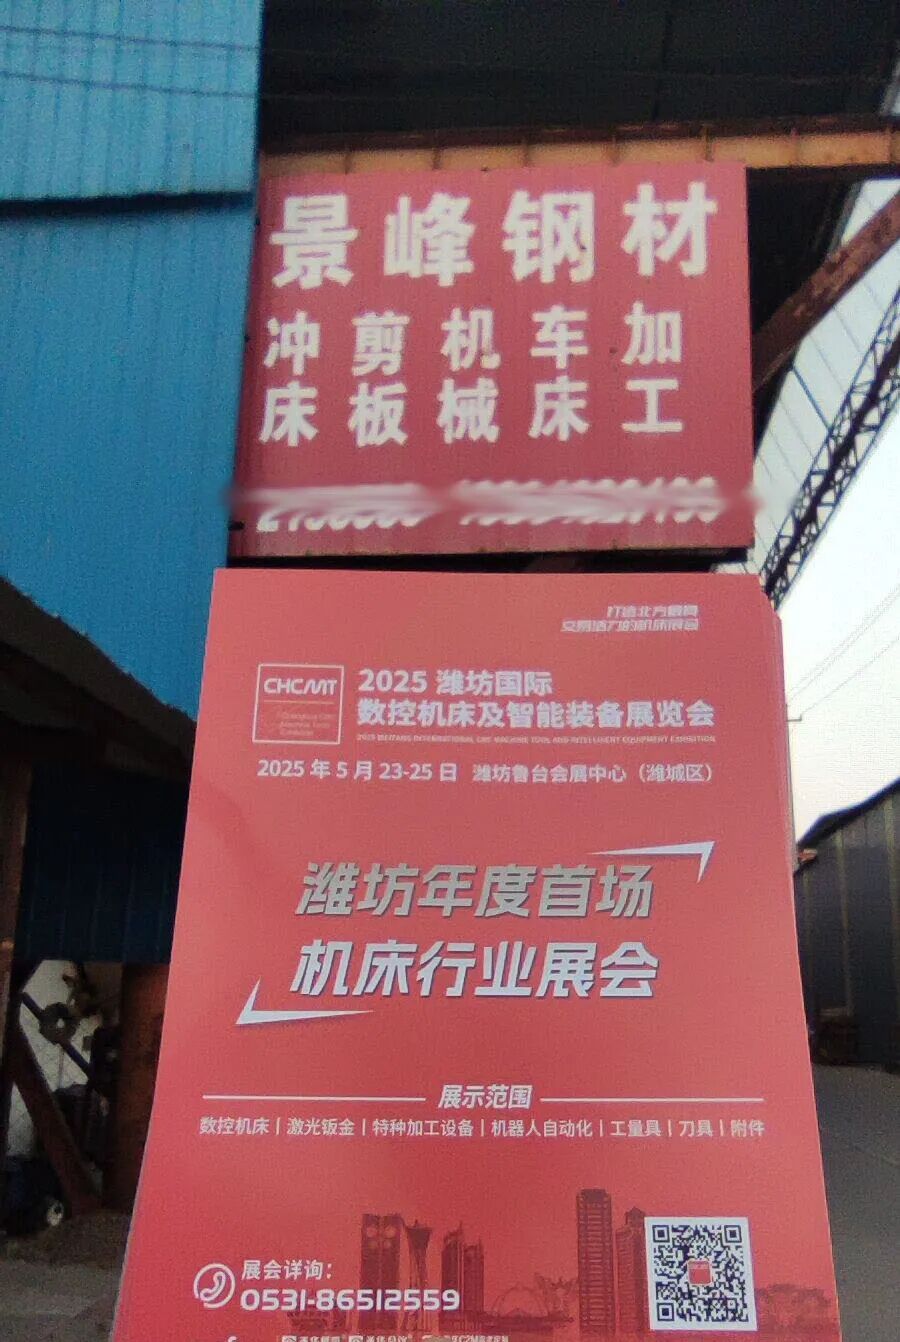 景峰钢材
冲剪机车加
床板械床工
打造北方最具
交易活力的机床展会
CHCMT
2025 潍坊国际
数控机床及智能装备展览会
2025 WEIFANG INTERNATIONAL CNC MACHINE TOOL AND INTELLIGENT EQUIPMENT EXHIBITION
2025 年 5 月 23-25 日 潍坊鲁台会展中心（潍城区）
潍坊年度首场
机床行业展会
展示范围
数控机床 | 激光钣金 | 特种加工设备 | 机器人自动化 | 工量具 | 刀具 | 附件
展会详询：
0531-86512559